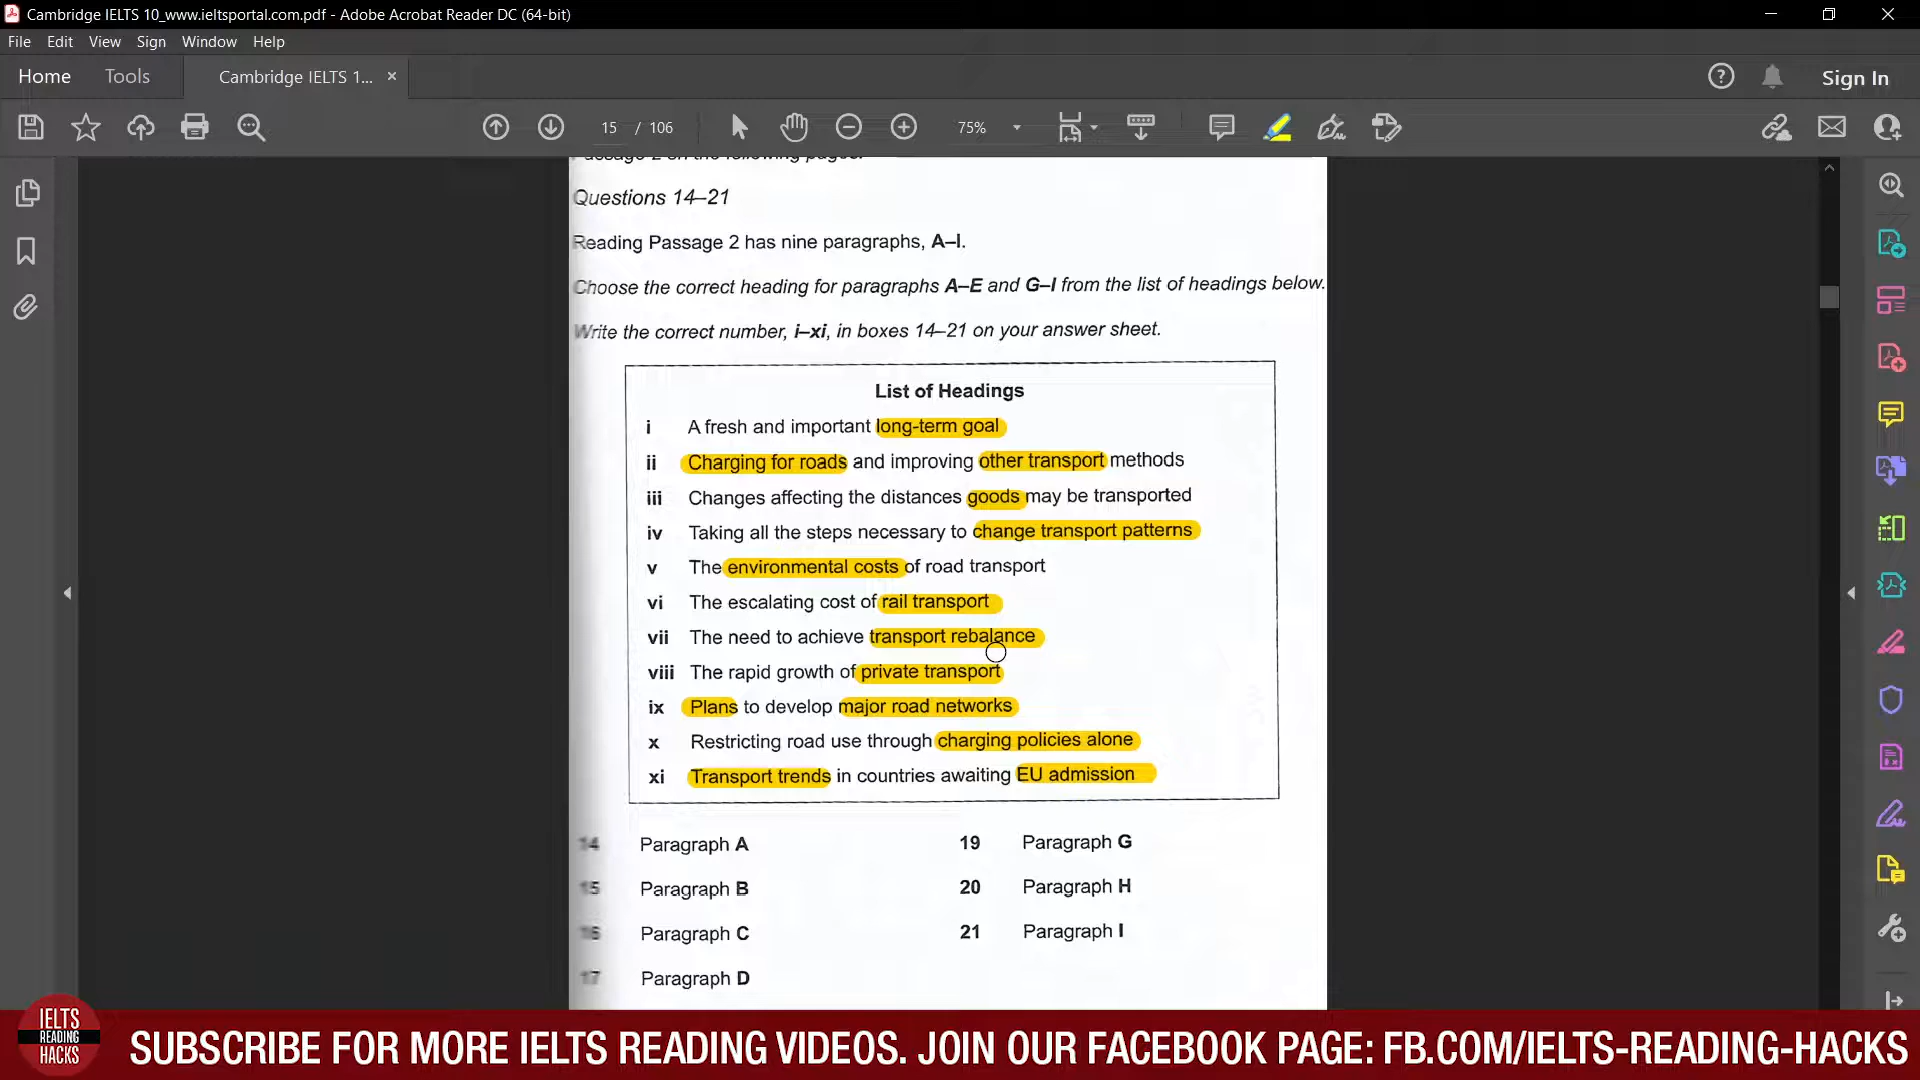 Cambridge IELTS 10_www.ieltsportal.com.pdf - Adobe Acrobat Reader DC (64-bit)
File Edit View Sign Window Help
Home Tools Cambridge IELTS 1... × Sign In
15 / 106 75%
Passage 2 on the following pages.
Questions 14–21
Reading Passage 2 has nine paragraphs, A–I.
Choose the correct heading for paragraphs A–E and G–I from the list of headings below.
Write the correct number, i–xi, in boxes 14–21 on your answer sheet.
List of Headings
i A fresh and important long-term goal
ii Charging for roads and improving other transport methods
iii Changes affecting the distances goods may be transported
iv Taking all the steps necessary to change transport patterns
v The environmental costs of road transport
vi The escalating cost of rail transport
vii The need to achieve transport rebalance
viii The rapid growth of private transport
ix Plans to develop major road networks
x Restricting road use through charging policies alone
xi Transport trends in countries awaiting EU admission
14 Paragraph A 19 Paragraph G
15 Paragraph B 20 Paragraph H
16 Paragraph C 21 Paragraph I
17 Paragraph D
IELTS
READING
HACKS
SUBSCRIBE FOR MORE IELTS READING VIDEOS. JOIN OUR FACEBOOK PAGE: FB.COM/IELTS-READING-HACKS